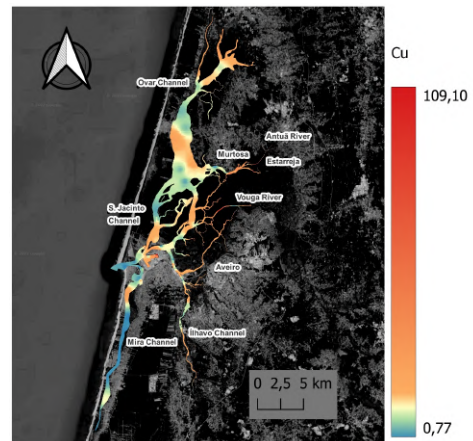 Cu
109,10
Ovar Channel
Antuã River
Murtosa
Estarreja
Vouga River
S. Jacinto
Channel
Aveiro
Mira Channel
Ílhavo Channel
0 2,5 5 km
0,77